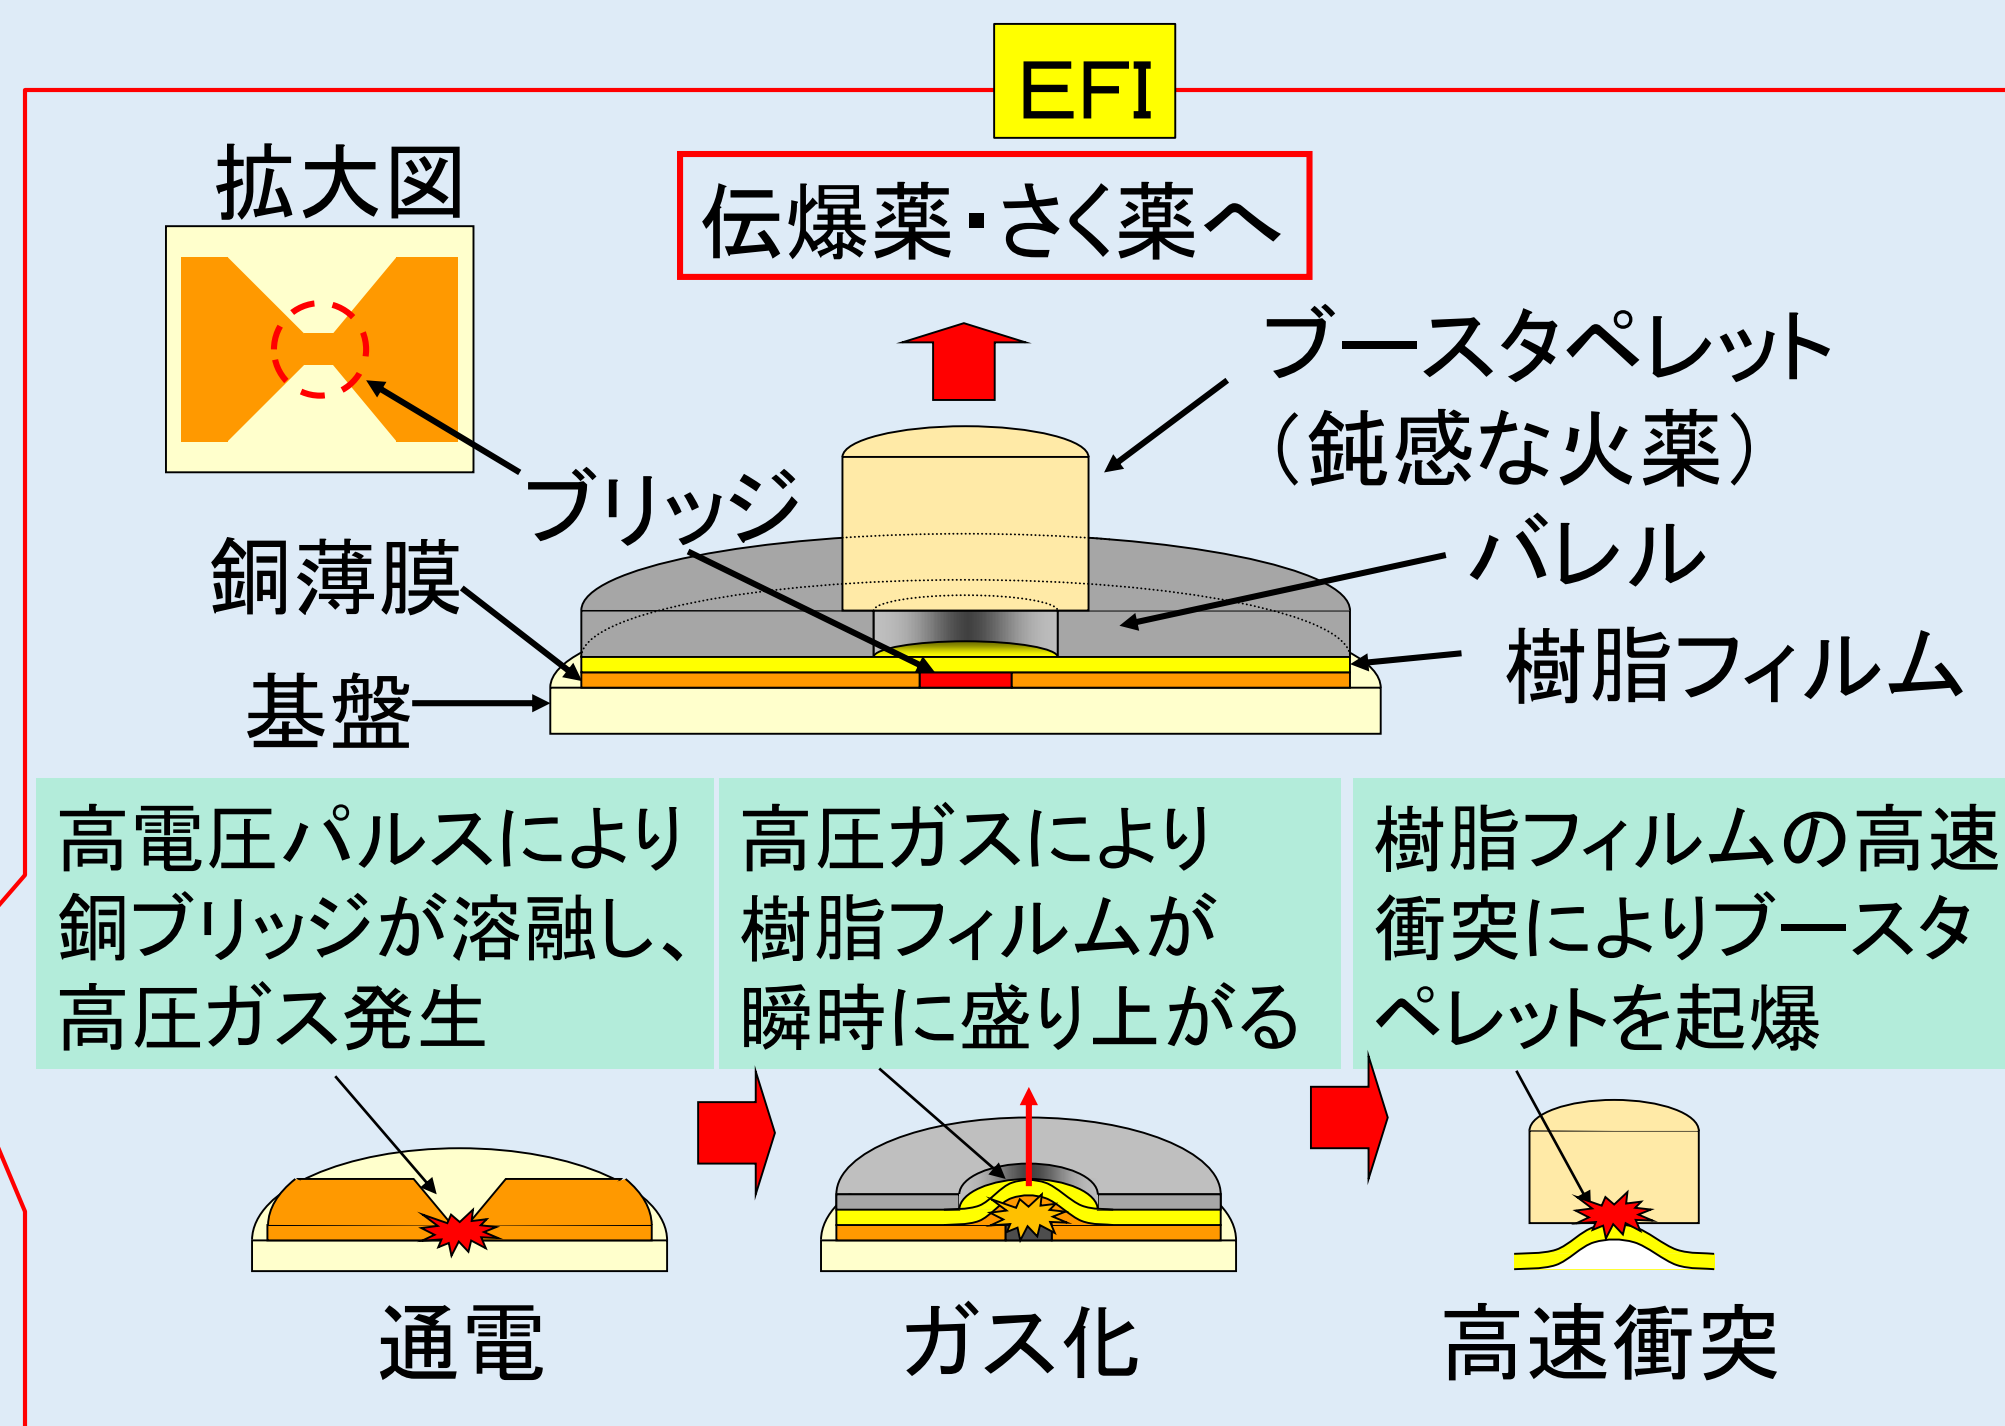 EFI
拡大図
伝爆薬・さく薬へ
ブースタペレット
（鈍感な火薬）
ブリッジ
バレル
銅薄膜
樹脂フィルム
基盤
高電圧パルスにより
銅ブリッジが溶融し、
高圧ガス発生
高圧ガスにより
樹脂フィルムが
瞬時に盛り上がる
樹脂フィルムの高速
衝突によりブースタ
ペレットを起爆
通電
ガス化
高速衝突